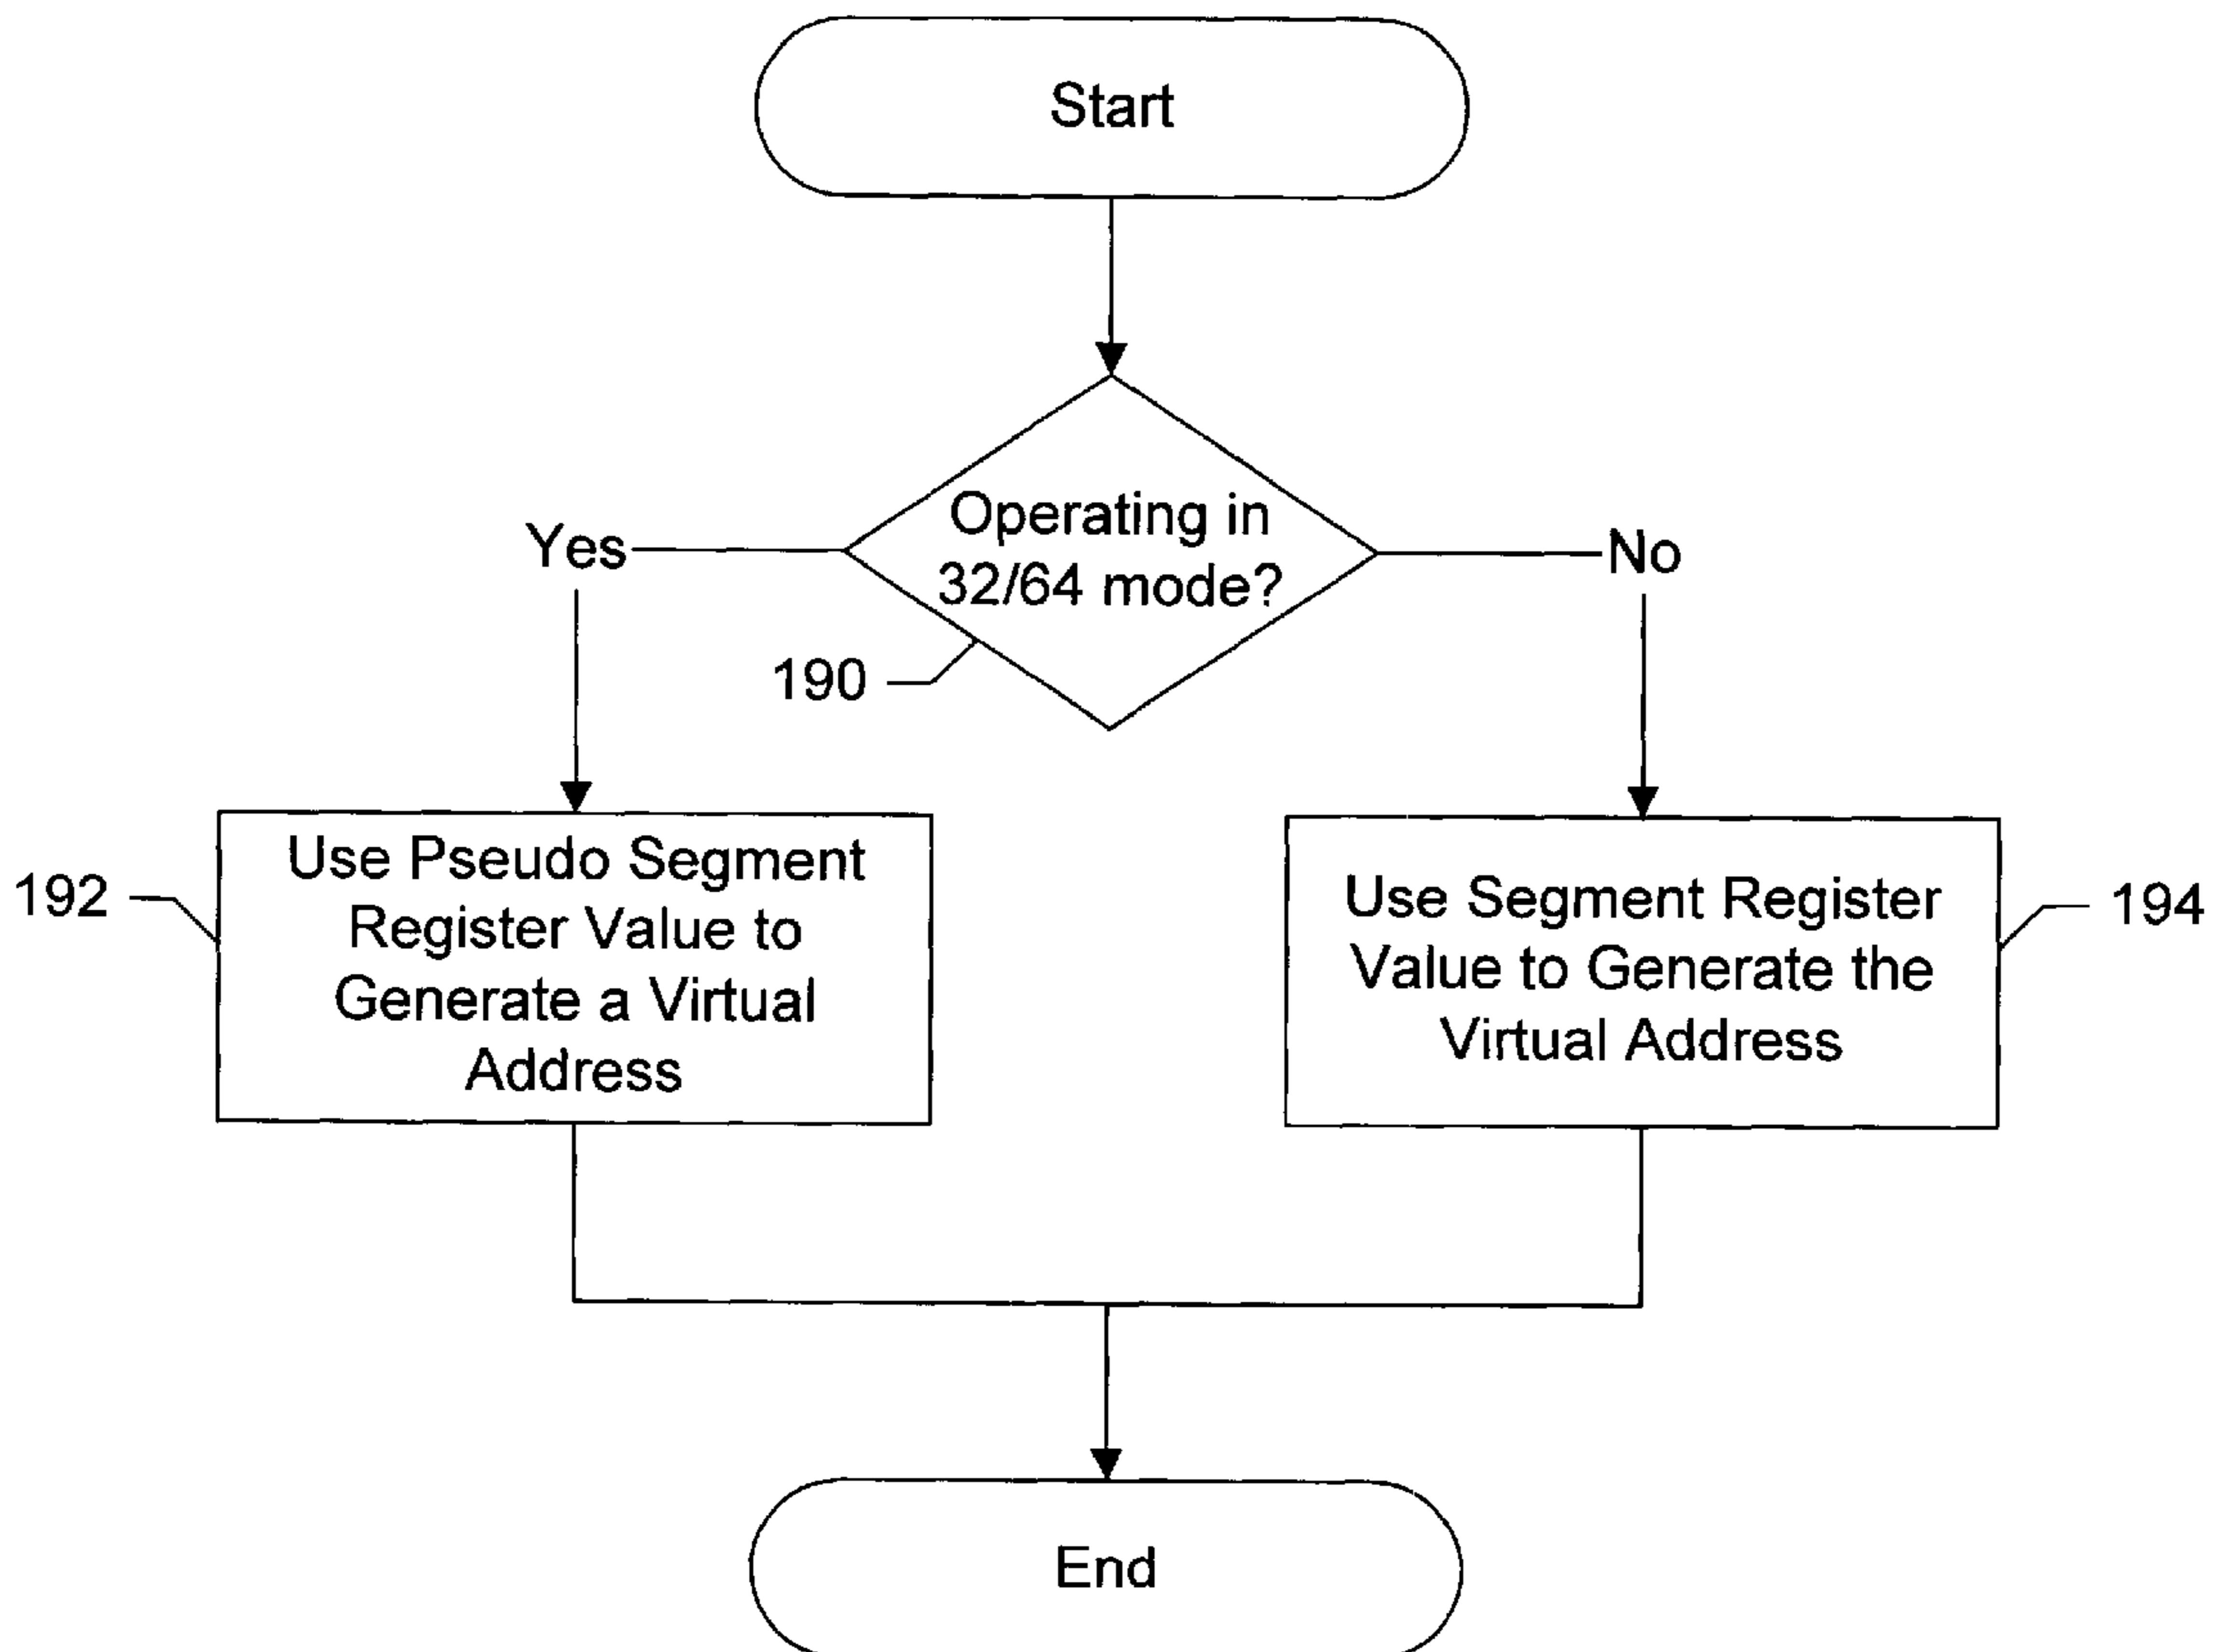 Start
Operating in
32/64 mode?
Yes
No
190
Use Pseudo Segment
Register Value to
Generate a Virtual
Address
192
Use Segment Register
Value to Generate the
Virtual Address
194
End